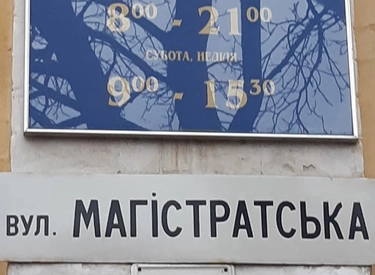 8⁰⁰ - 21⁰⁰
СУБОТА, НЕДІЛЯ
9⁰⁰ - 15³⁰
ВУЛ. МАГІСТРАТСЬКА